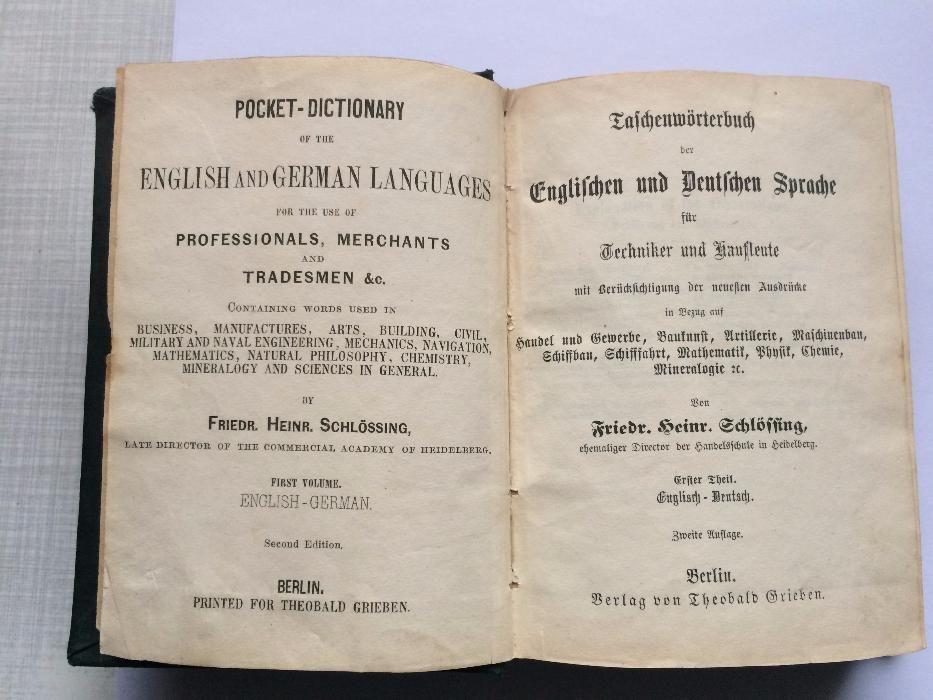 POCKET-DICTIONARY
OF THE
ENGLISH AND GERMAN LANGUAGES
FOR THE USE OF
PROFESSIONALS, MERCHANTS
AND
TRADESMEN &c.
CONTAINING WORDS USED IN
BUSINESS, MANUFACTURES, ARTS, BUILDING, CIVIL,
MILITARY AND NAVAL ENGINEERING, MECHANICS, NAVIGATION,
MATHEMATICS, NATURAL PHILOSOPHY, CHEMISTRY,
MINERALOGY AND SCIENCES IN GENERAL.
BY
FRIEDR. HEINR. SCHLÖSSING,
LATE DIRECTOR OF THE COMMERCIAL ACADEMY OF HEIDELBERG.
FIRST VOLUME.
ENGLISH-GERMAN.
Second Edition.
BERLIN.
PRINTED FOR THEOBALD GRIEBEN.
Taſchenwörterbuch
der
Engliſchen und Deutſchen Sprache
für
Techniker und Kaufleute
mit Berückſichtigung der neueſten Ausdrücke
in Bezug auf
Handel und Gewerbe, Baukunſt, Artillerie, Maſchinenbau,
Schiffbau, Schifffahrt, Mathematik, Phyſik, Chemie,
Mineralogie ꝛc.
Von
Friedr. Heinr. Schlöſſing,
ehemaliger Director der Handelsſchule in Heidelberg.
Erſter Theil.
Engliſch-Deutſch.
Zweite Auflage.
Berlin.
Verlag von Theobald Grieben.